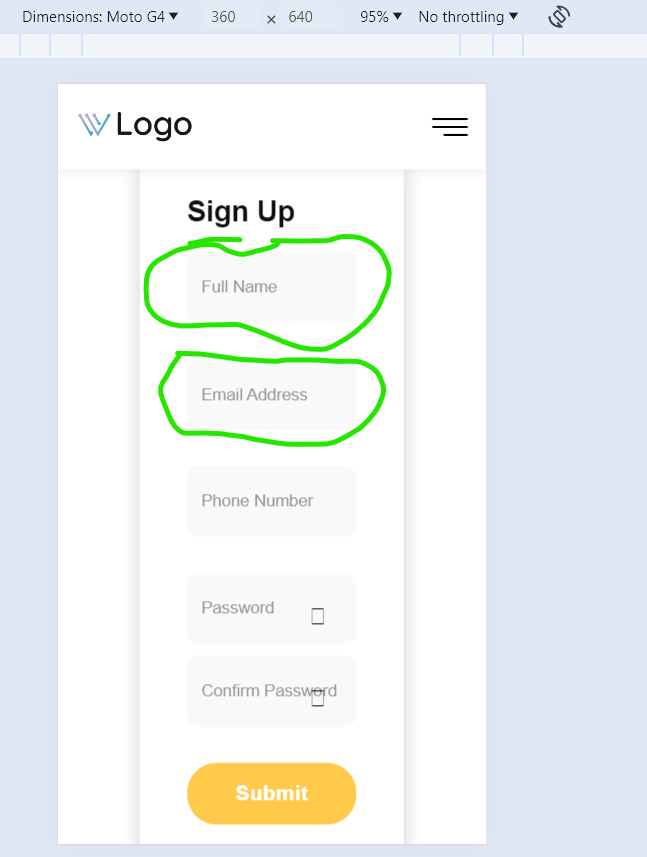 Dimensions: Moto G4 360 × 640 95% No throttling
Logo
Sign Up
Full Name
Email Address
Phone Number
Password
Confirm Password
Submit